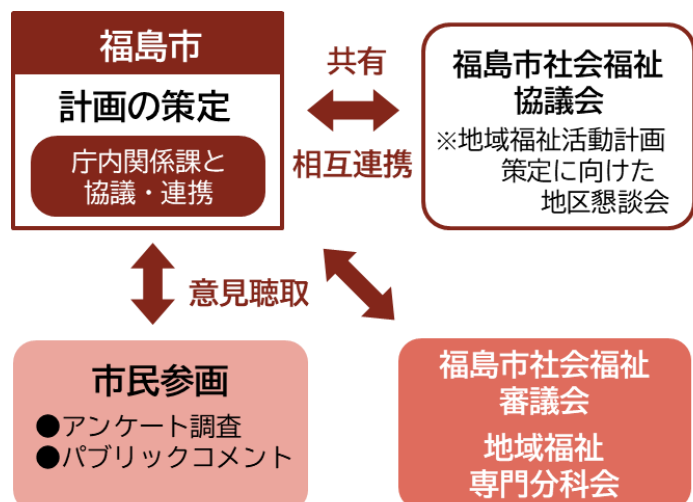 福島市
計画の策定
庁内関係課と
協議・連携
共有
相互連携
福島市社会福祉
協議会
※地域福祉活動計画
策定に向けた
地区懇談会
意見聴取
市民参画
●アンケート調査
●パブリックコメント
福島市社会福祉
審議会
地域福祉
専門分科会